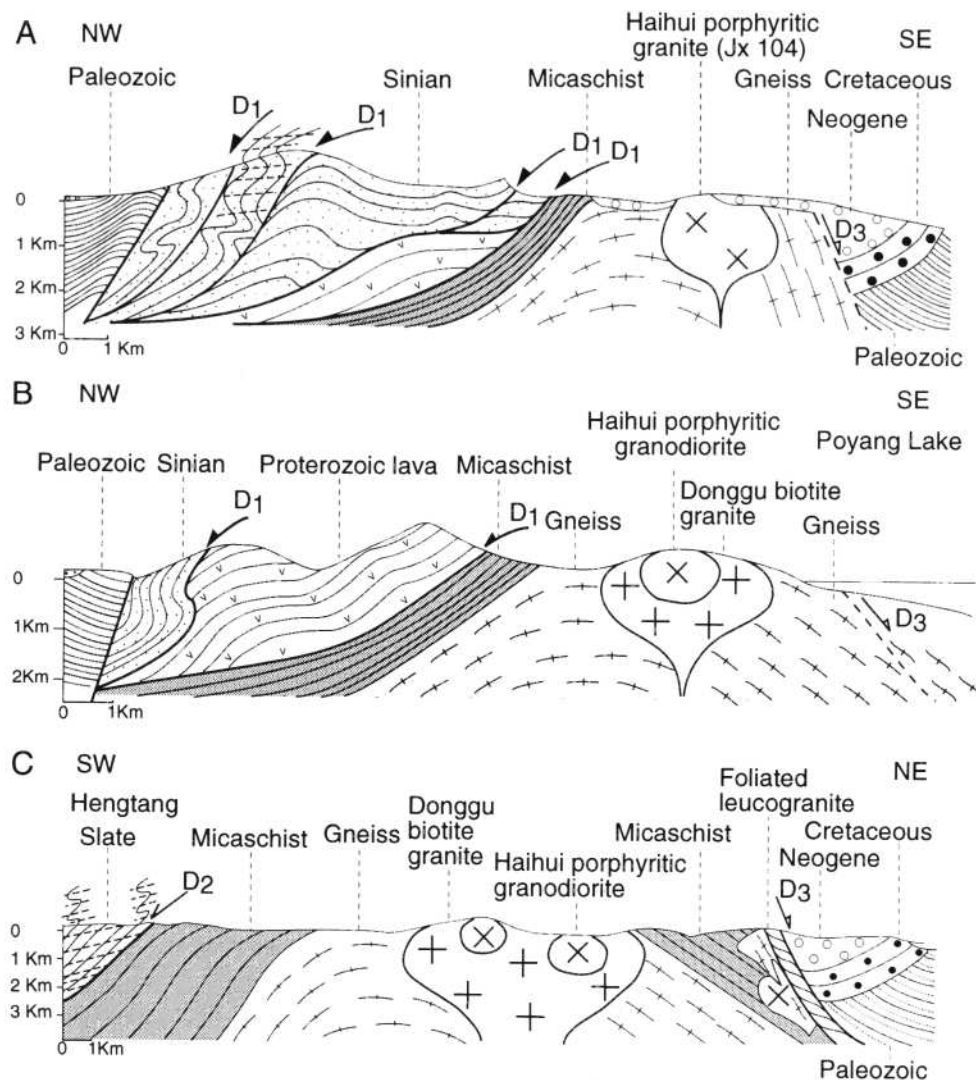 A
NW
Haihui porphyritic
granite (Jx 104)
SE
Paleozoic
Sinian
Micaschist
Gneiss
Cretaceous
Neogene
D1
D1
D1
D1
0
1 Km
2 Km
3 Km
D3
0 1 Km
Paleozoic
B
NW
SE
Haihui porphyritic
granodiorite
Poyang Lake
Paleozoic
Sinian
Proterozoic lava
Micaschist
Donggu biotite
granite
D1
D1
Gneiss
Gneiss
0
1Km
2Km
D3
0 1Km
C
SW
NE
Foliated
leucogranite
Hengtang
Slate
Micaschist
Gneiss
Donggu
biotite
granite
Haihui porphyritic
granodiorite
Micaschist
Cretaceous
Neogene
D2
D3
0
1 Km
2 Km
3 Km
0 1Km
Paleozoic